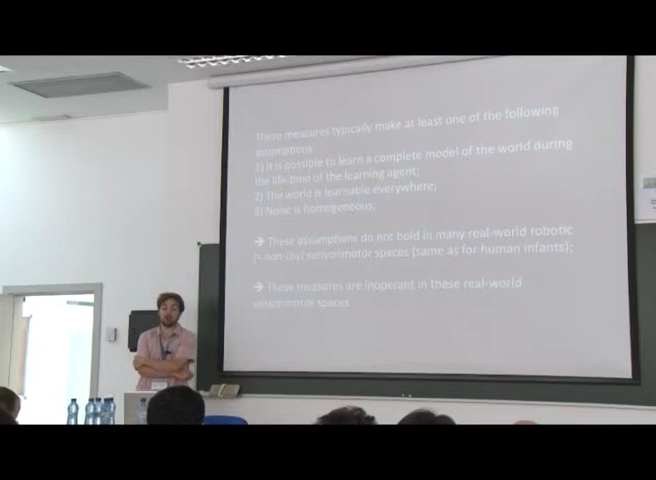 These measures typically make at least one of the following
assumptions:
1) It is possible to learn a complete model of the world during
the life-time of the learning agent;
2) The world is learnable everywhere;
3) Noise is homogeneous;
➔ These assumptions do not hold in many real-world robotic
(= non-toy) sensorimotor spaces (same as for human infants);
➔ These measures are inoperant in these real-world
sensorimotor spaces